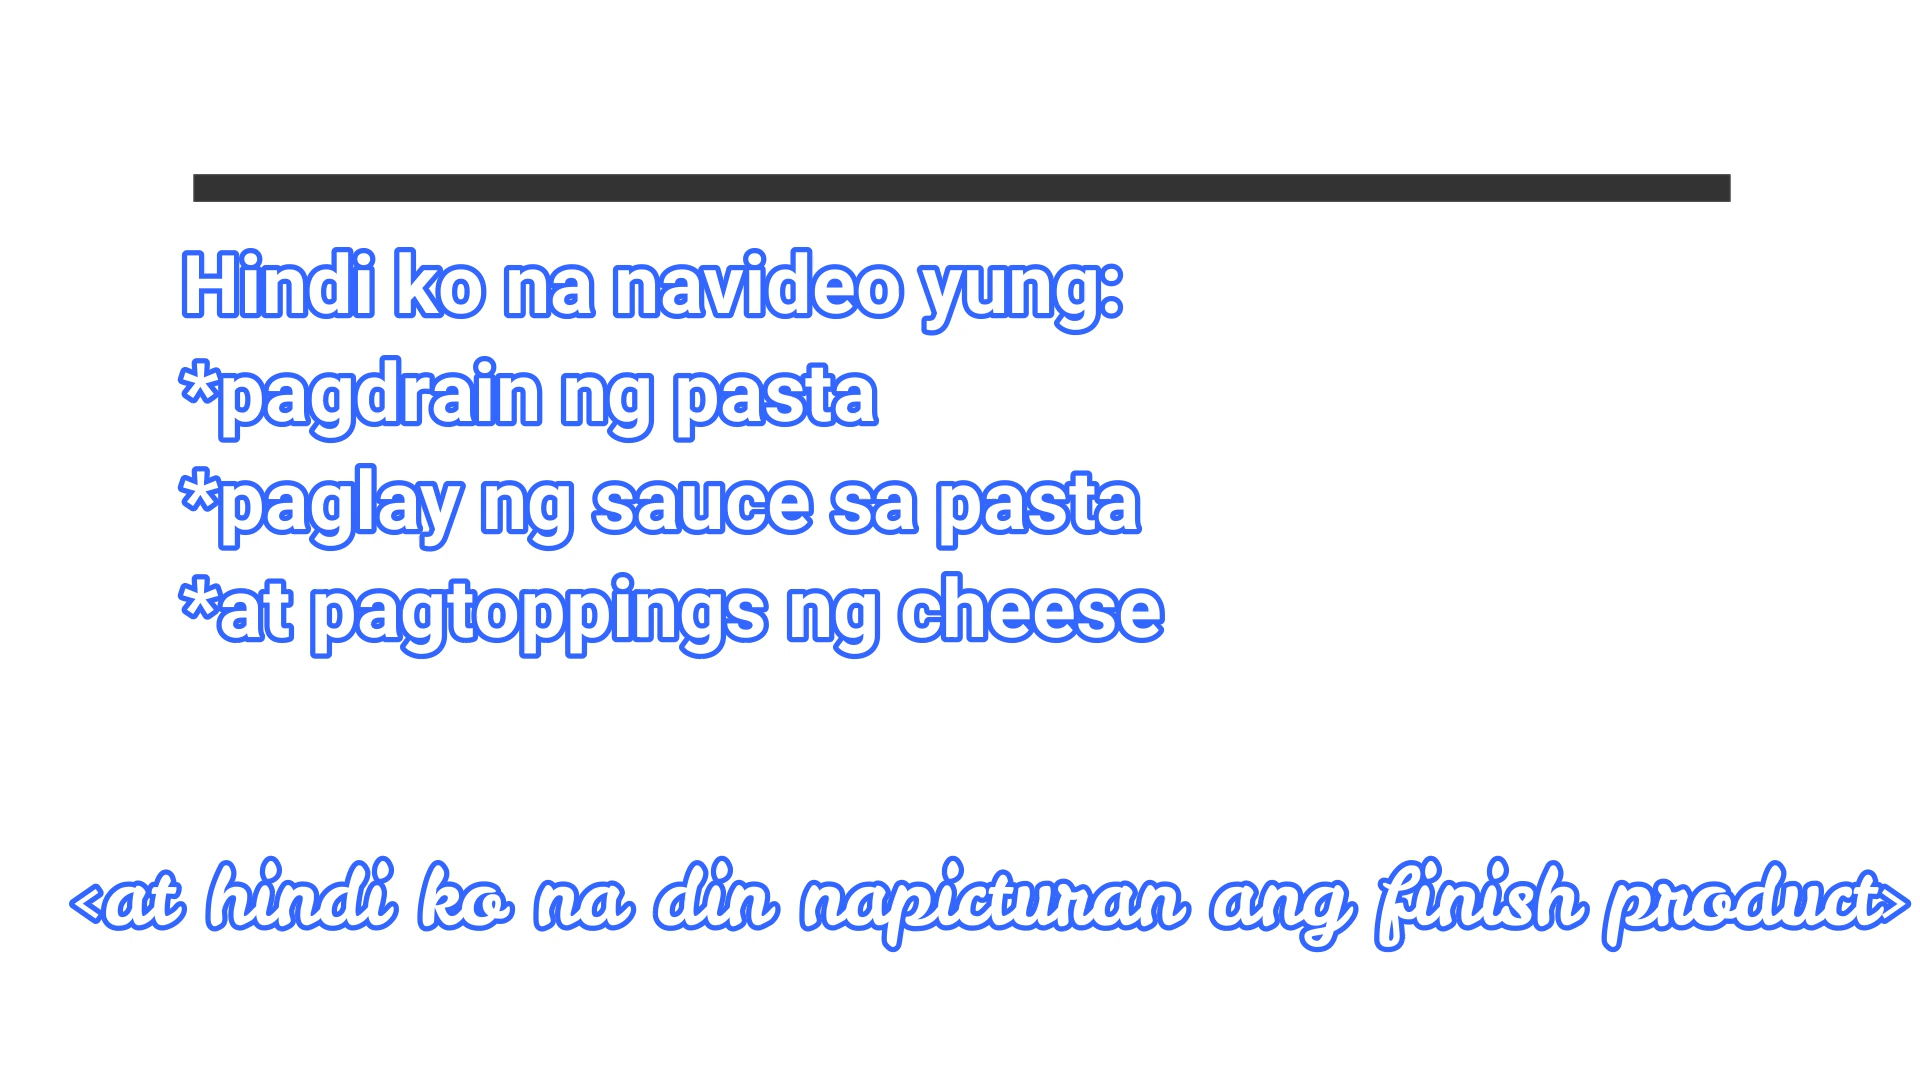 Hindi ko na navideo yung:
*pagdrain ng pasta
*paglay ng sauce sa pasta
*at pagtoppings ng cheese
<at hindi ko na din napicturan ang finish product>